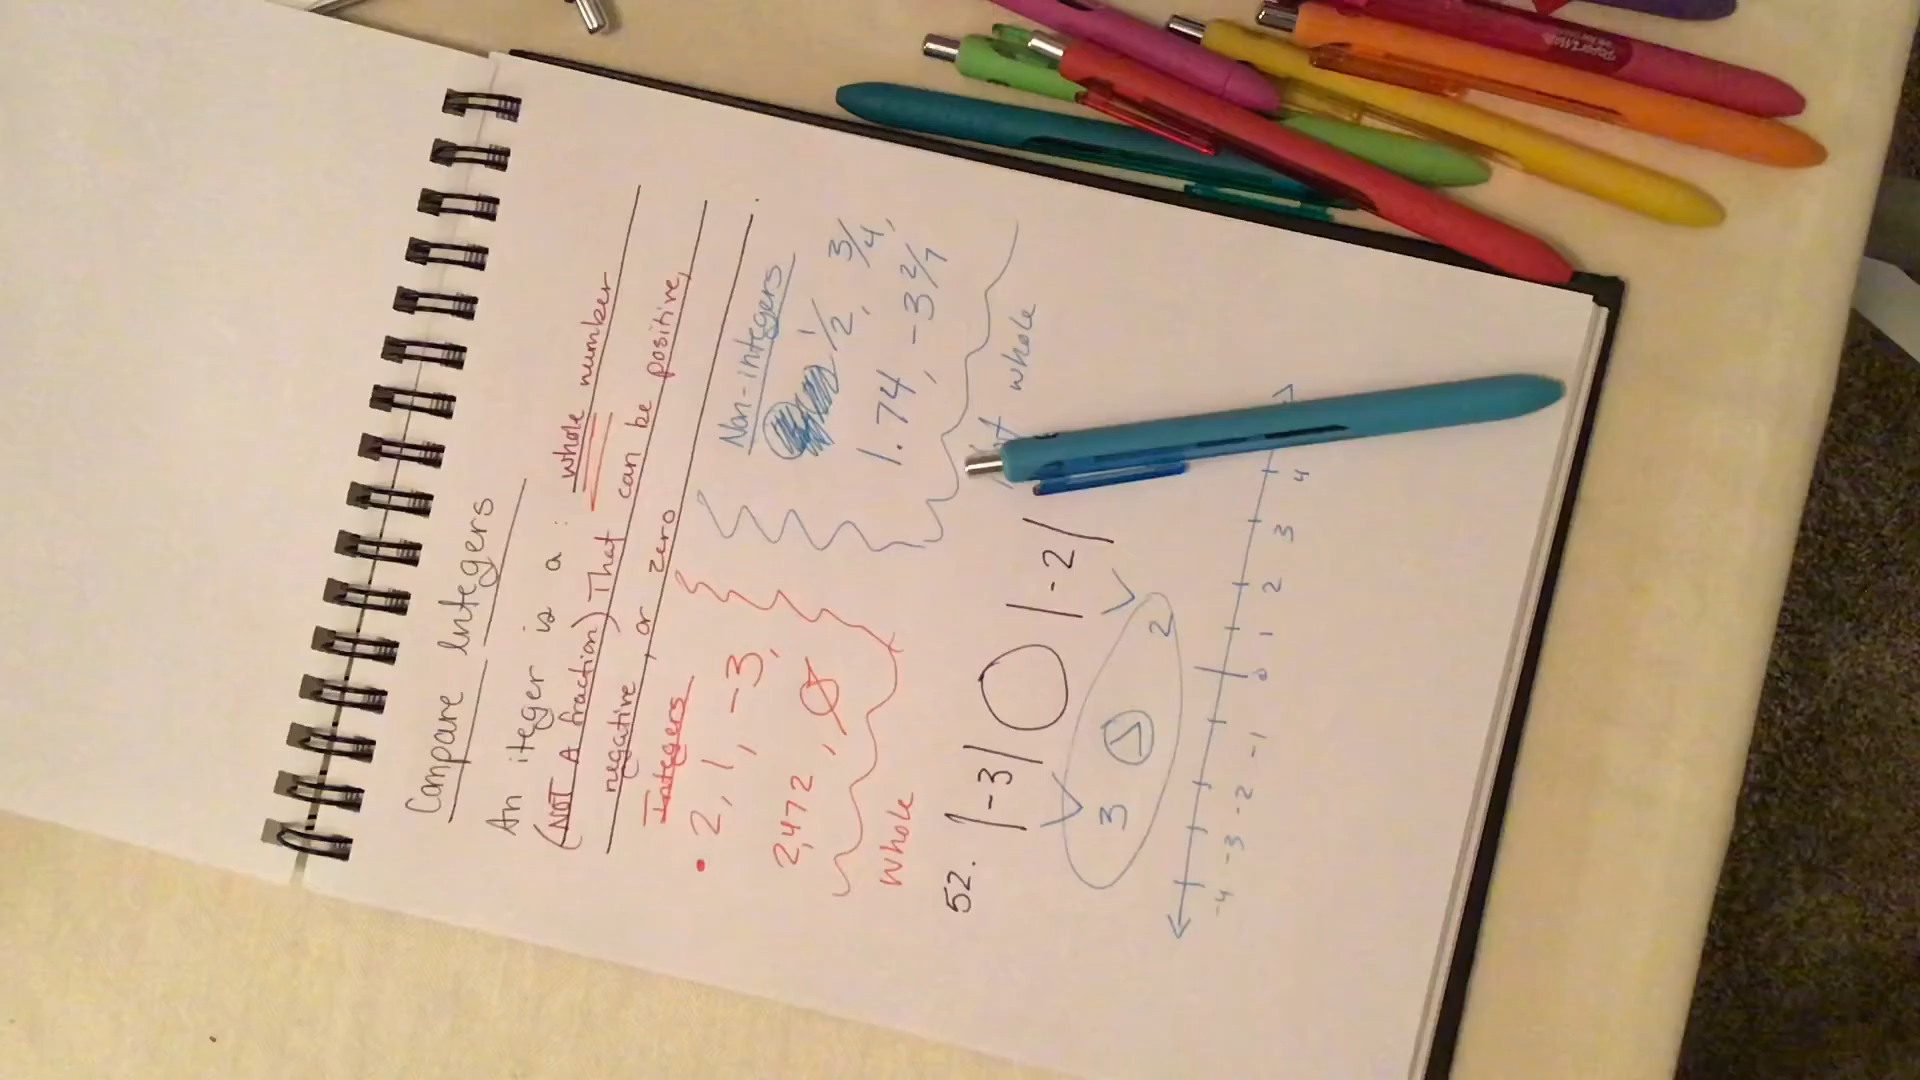 Compare Integers
An iteger is a : whole number
(NOT A fraction) That can be positive,
negative, or zero.
Integers
• 2, 1, -3,
2,472, 0
whole
Non-integers
1/2, 3/4,
1.74, -3 2/7
whole
52. |-3| ◯ |-2|
3 > 2
-4 -3 -2 -1 0 1 2 3 4
PaperMate